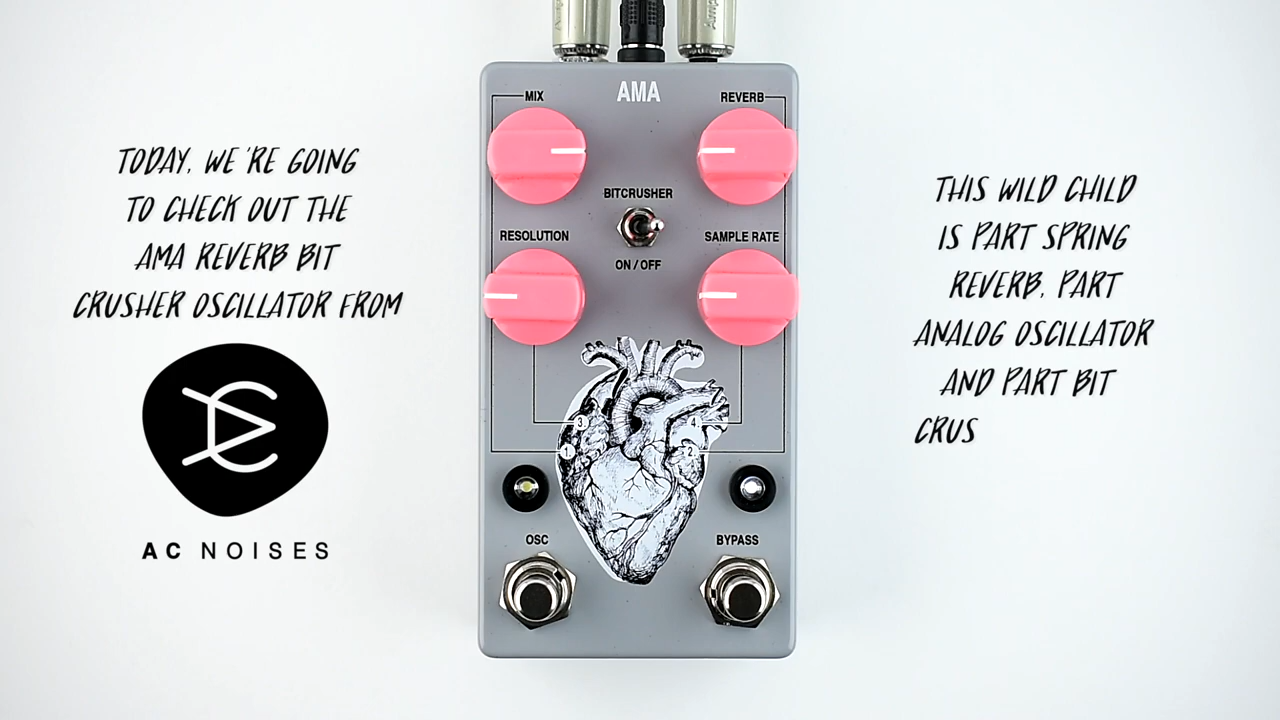 TODAY, WE'RE GOING
TO CHECK OUT THE
AMA REVERB BIT
CRUSHER OSCILLATOR FROM
AC NOISES
AMA
MIX
REVERB
BITCRUSHER
RESOLUTION
SAMPLE RATE
ON / OFF
3
4
1
2
OSC
BYPASS
THIS WILD CHILD
IS PART SPRING
REVERB, PART
ANALOG OSCILLATOR
AND PART BIT
CRUS